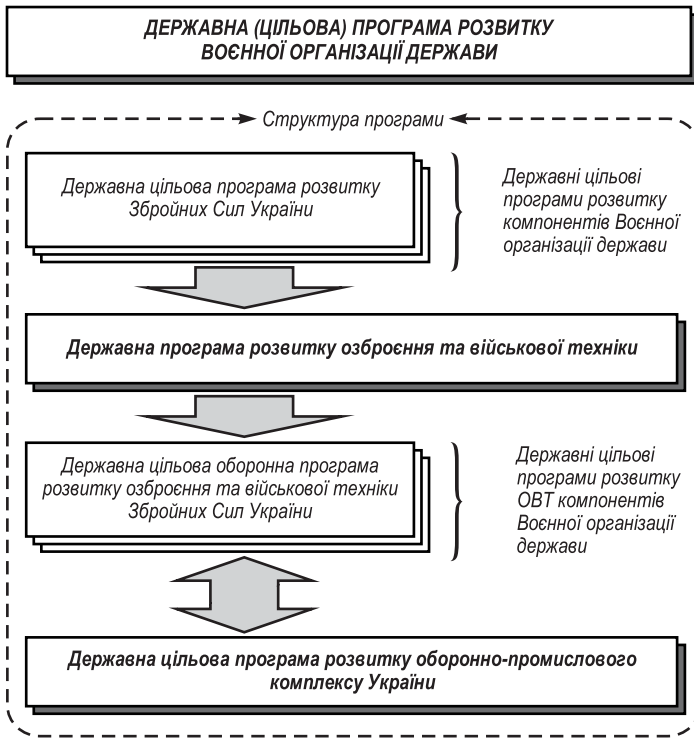 ДЕРЖАВНА (ЦІЛЬОВА) ПРОГРАМА РОЗВИТКУ
ВОЄННОЇ ОРГАНІЗАЦІЇ ДЕРЖАВИ
Структура програми
Державна цільова програма розвитку
Збройних Сил України
Державні цільові
програми розвитку
компонентів Воєнної
організації держави
Державна програма розвитку озброєння та військової техніки
Державна цільова оборонна програма
розвитку озброєння та військової техніки
Збройних Сил України
Державні цільові
програми розвитку
ОВТ компонентів
Воєнної організації
держави
Державна цільова програма розвитку оборонно-промислового
комплексу України